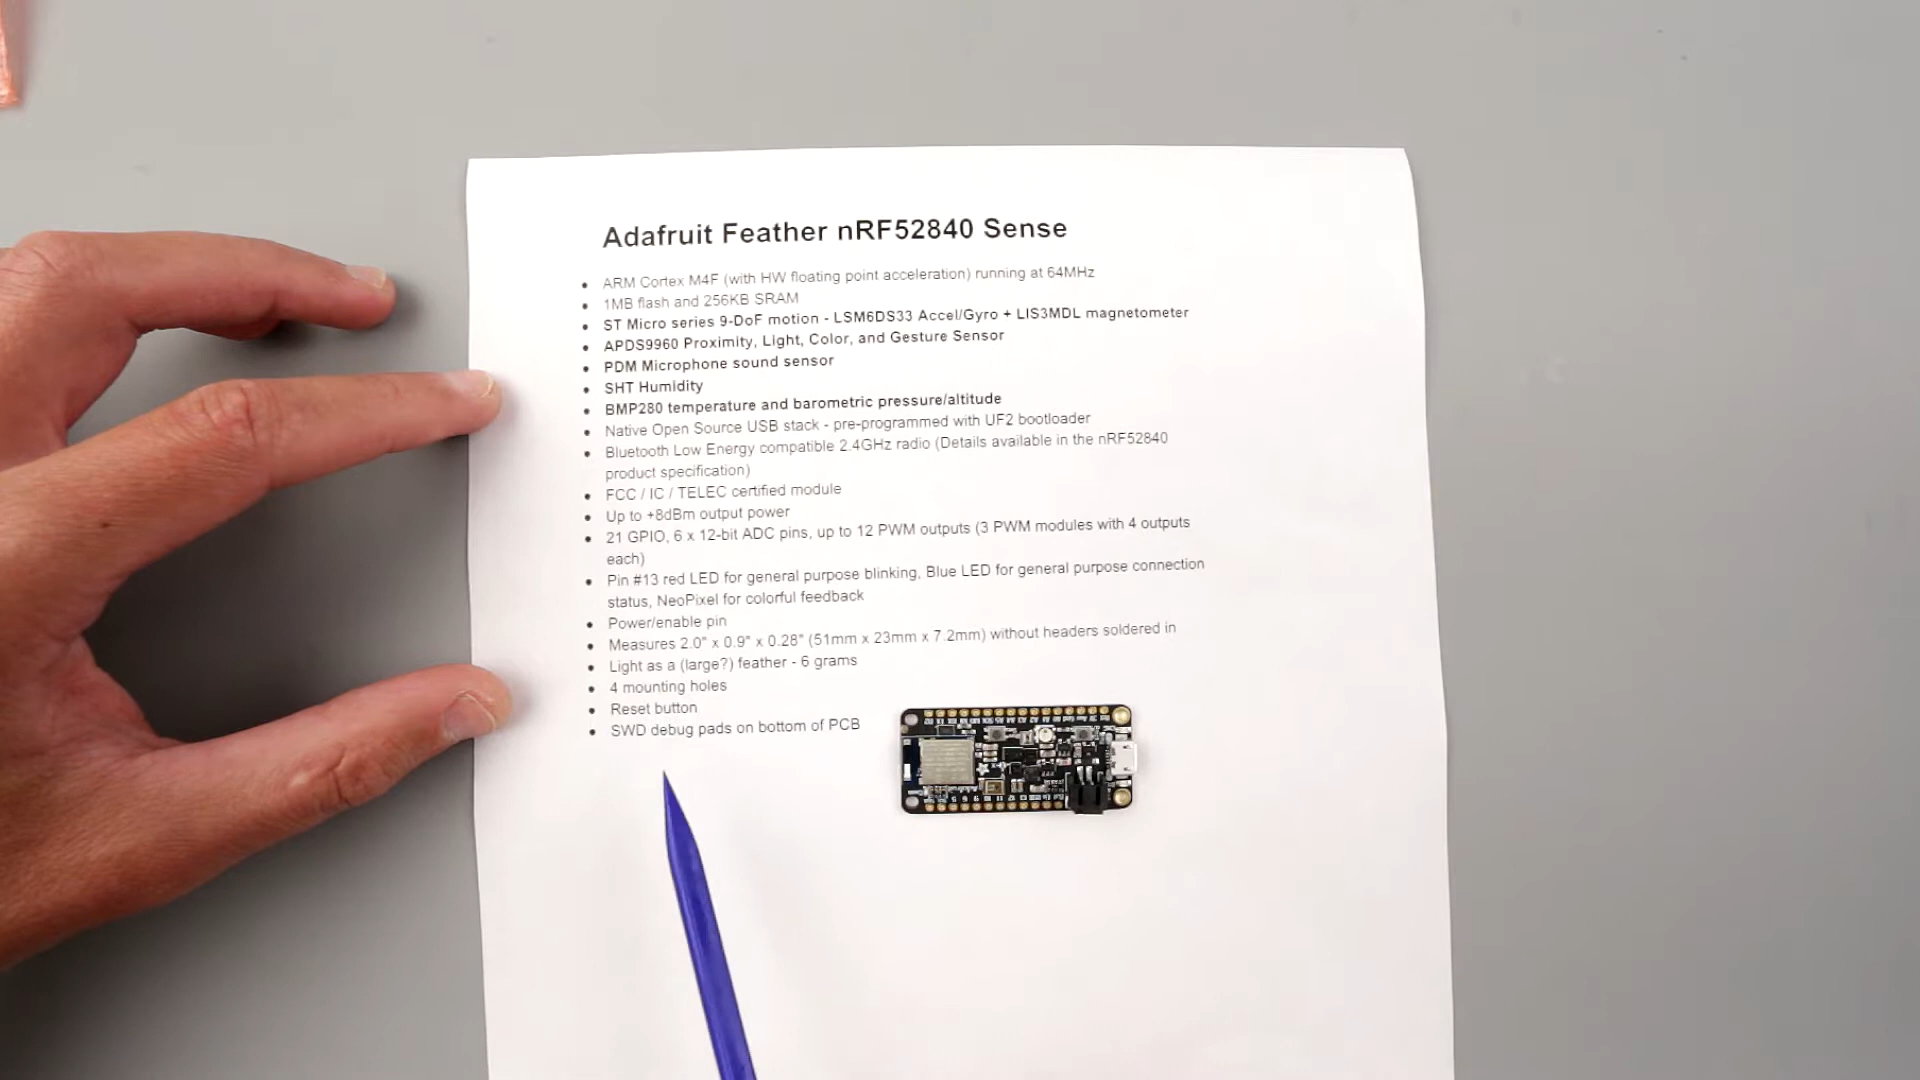 Adafruit Feather nRF52840 Sense
• ARM Cortex M4F (with HW floating point acceleration) running at 64MHz
• 1MB flash and 256KB SRAM
• ST Micro series 9-DoF motion - LSM6DS33 Accel/Gyro + LIS3MDL magnetometer
• APDS9960 Proximity, Light, Color, and Gesture Sensor
• PDM Microphone sound sensor
• SHT Humidity
• BMP280 temperature and barometric pressure/altitude
• Native Open Source USB stack - pre-programmed with UF2 bootloader
• Bluetooth Low Energy compatible 2.4GHz radio (Details available in the nRF52840
product specification)
• FCC / IC / TELEC certified module
• Up to +8dBm output power
• 21 GPIO, 6 x 12-bit ADC pins, up to 12 PWM outputs (3 PWM modules with 4 outputs
each)
• Pin #13 red LED for general purpose blinking, Blue LED for general purpose connection
status, NeoPixel for colorful feedback
• Power/enable pin
• Measures 2.0" x 0.9" x 0.28" (51mm x 23mm x 7.2mm) without headers soldered in
• Light as a (large?) feather - 6 grams
• 4 mounting holes
• Reset button
• SWD debug pads on bottom of PCB